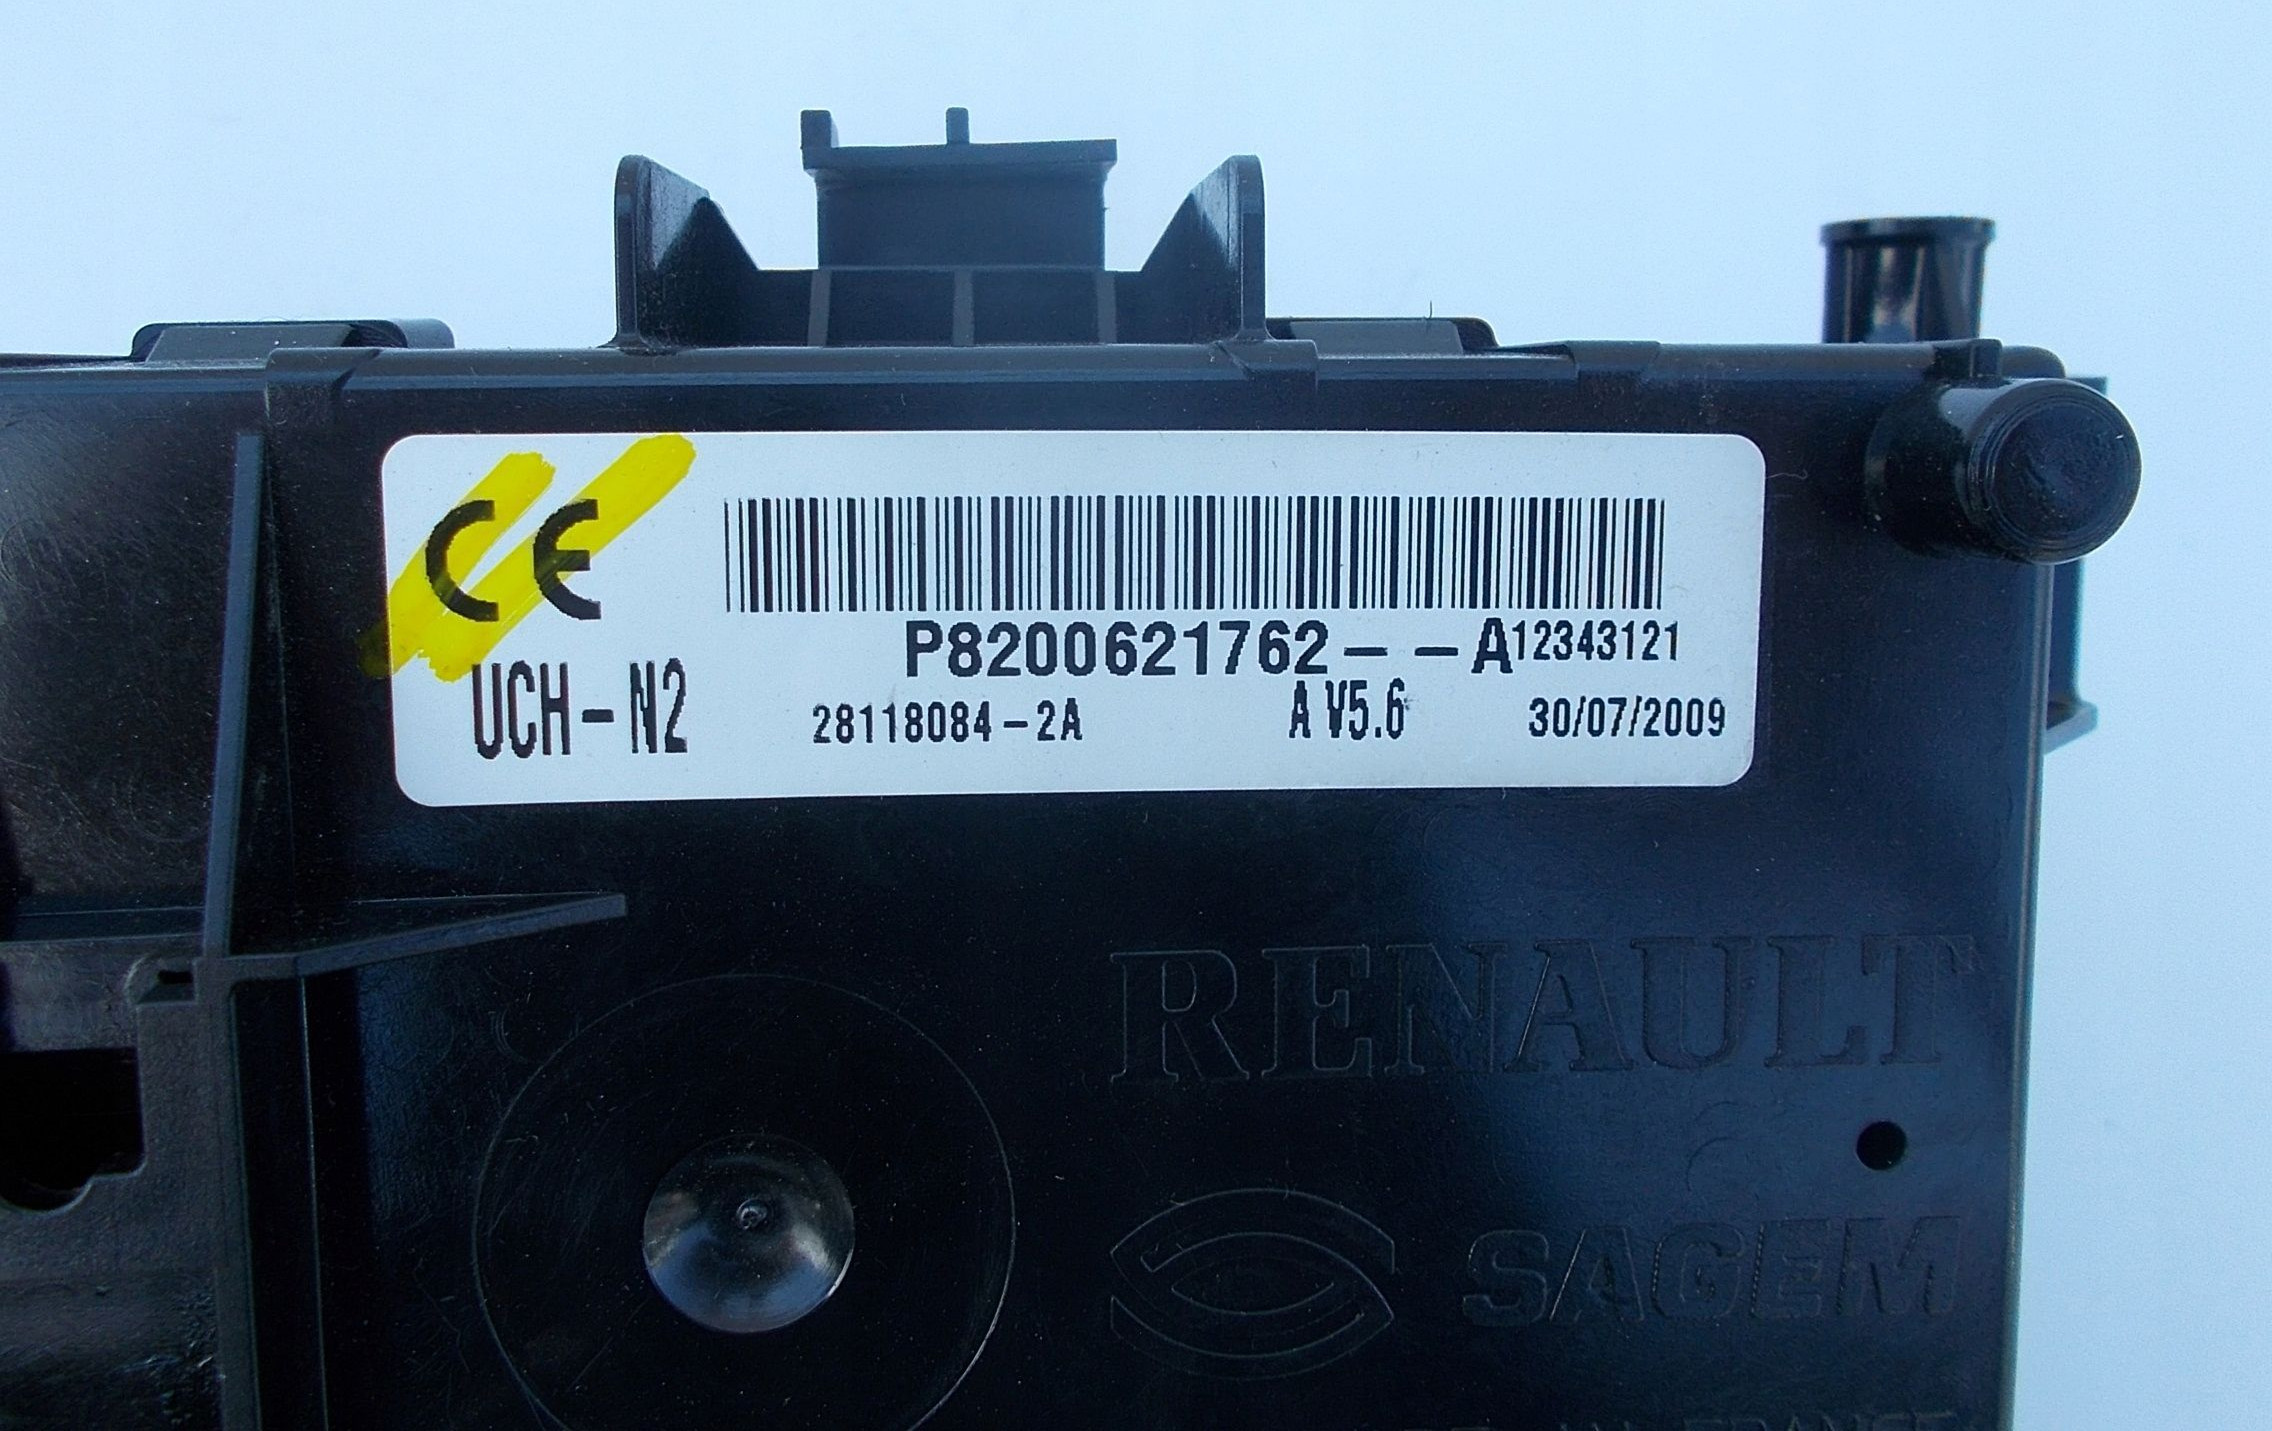 CE
P8200621762- -A12343121
UCH-N2 28118084-2A A V5.6 30/07/2009
RENAULT
SAGEM